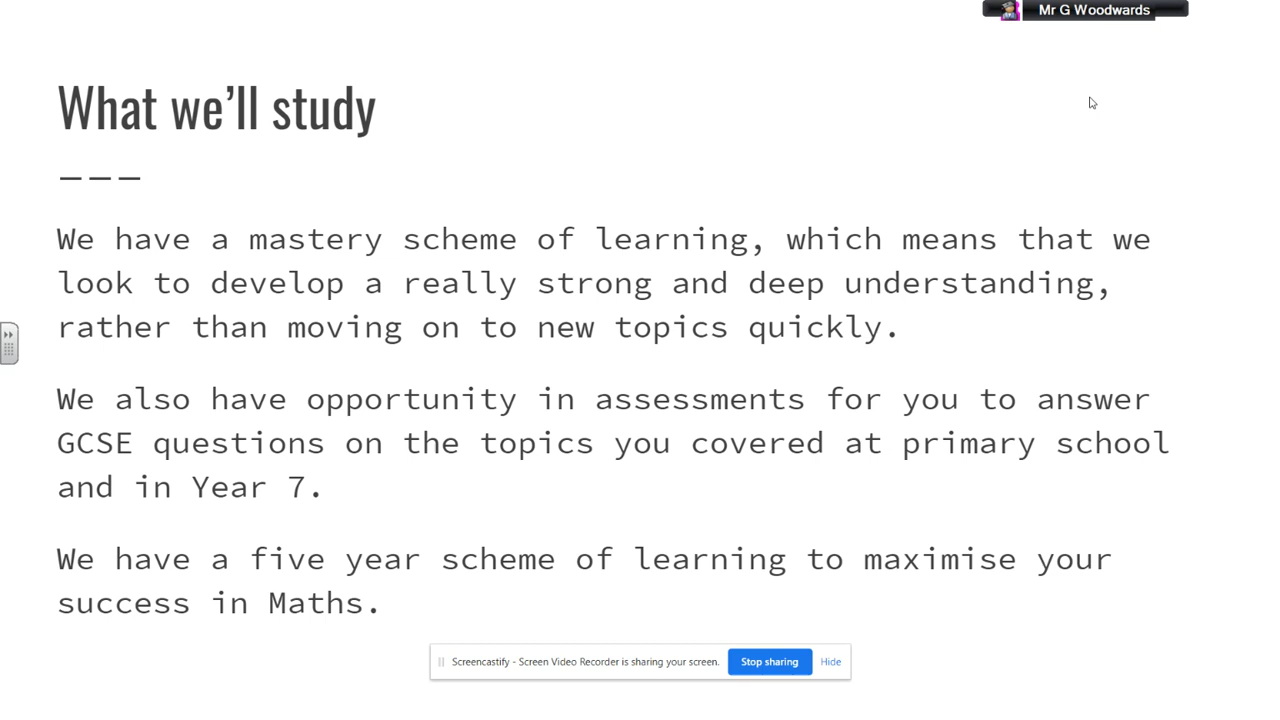 Mr G Woodwards
What we’ll study
We have a mastery scheme of learning, which means that we
look to develop a really strong and deep understanding,
rather than moving on to new topics quickly.
We also have opportunity in assessments for you to answer
GCSE questions on the topics you covered at primary school
and in Year 7.
We have a five year scheme of learning to maximise your
success in Maths.
Screencastify - Screen Video Recorder is sharing your screen. Stop sharing Hide